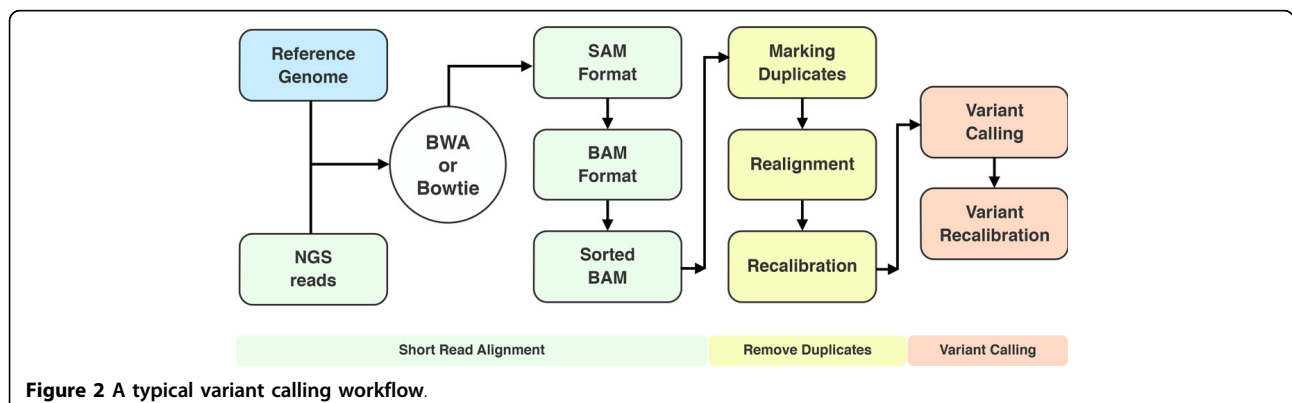 Reference
Genome
NGS
reads
BWA
or
Bowtie
SAM
Format
BAM
Format
Sorted
BAM
Marking
Duplicates
Realignment
Recalibration
Variant
Calling
Variant
Recalibration
Short Read Alignment
Remove Duplicates
Variant Calling
Figure 2 A typical variant calling workflow.